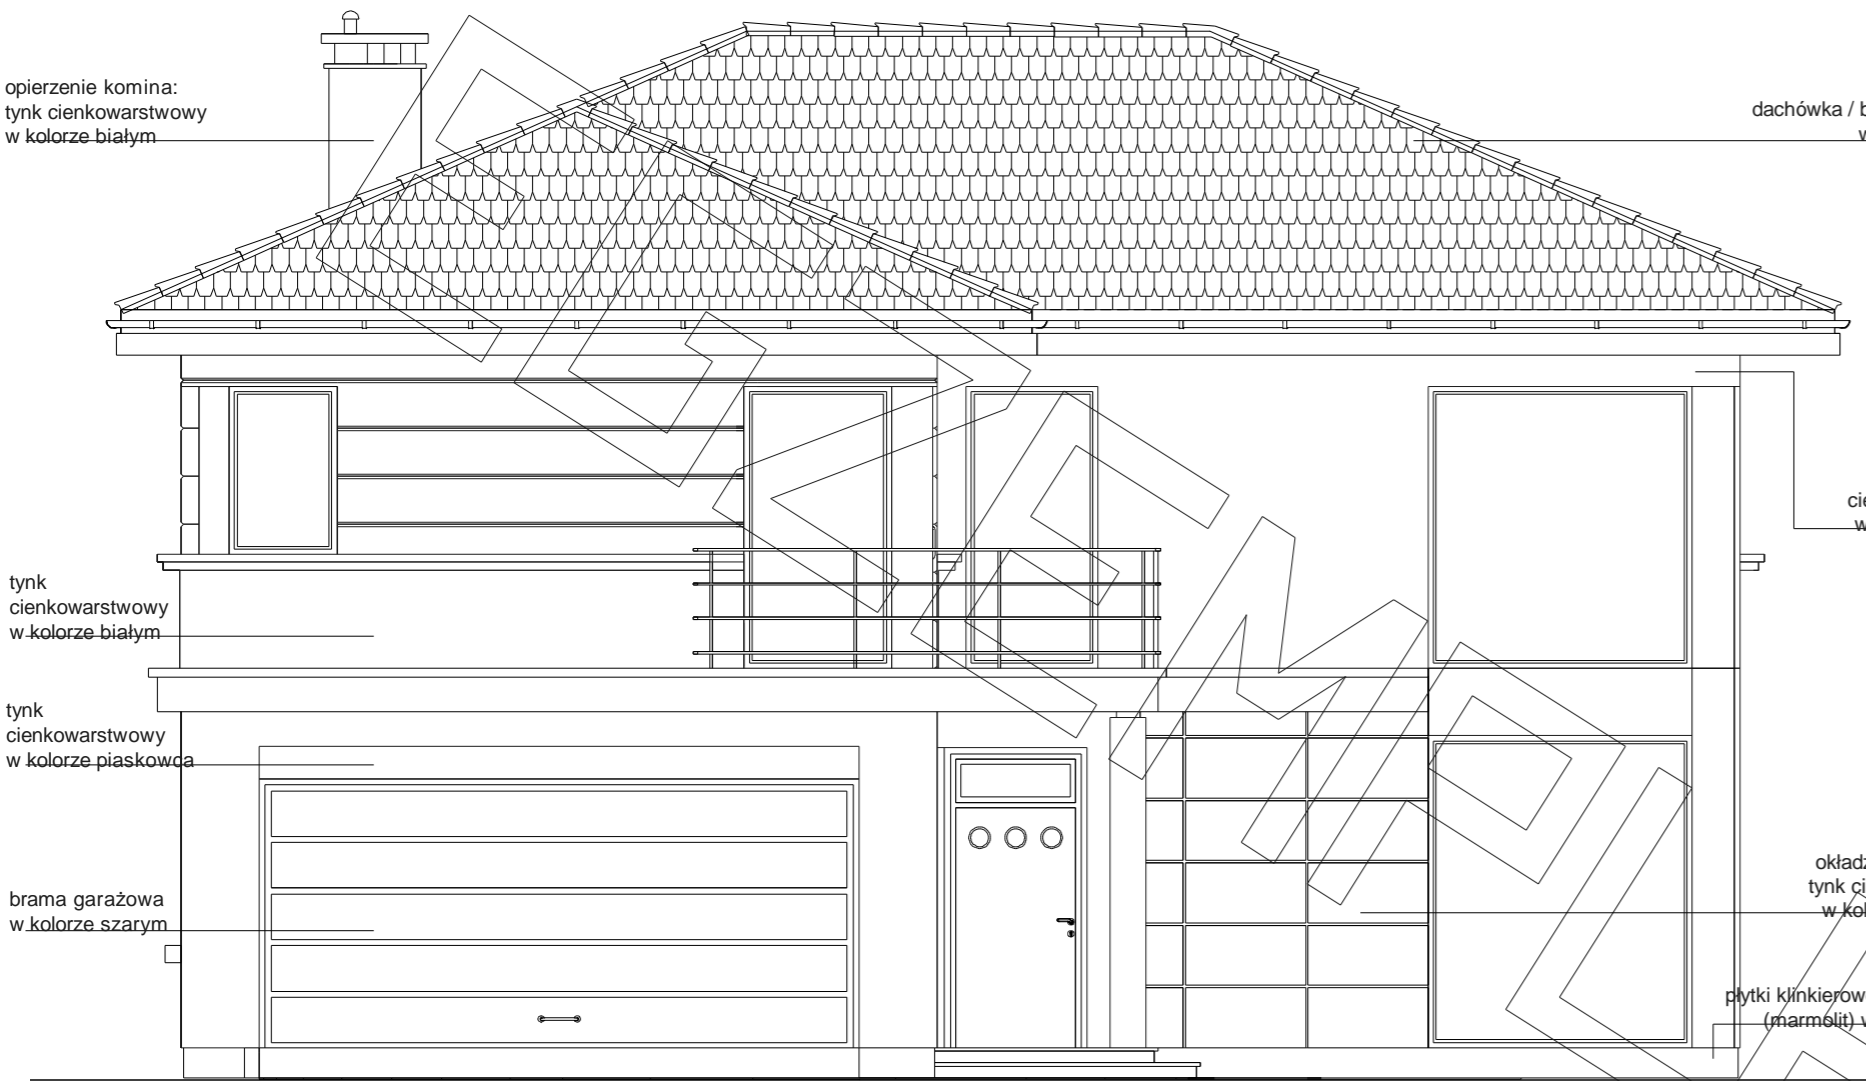 opierzenie komina:
tynk cienkowarstwowy
w kolorze białym
dachówka / b
w
cie
w
tynk
cienkowarstwowy
w kolorze białym
tynk
cienkowarstwowy
w kolorze piaskowca
brama garażowa
w kolorze szarym
okładz
tynk ci
w kol
płytki klinkierow
(marmolit) w